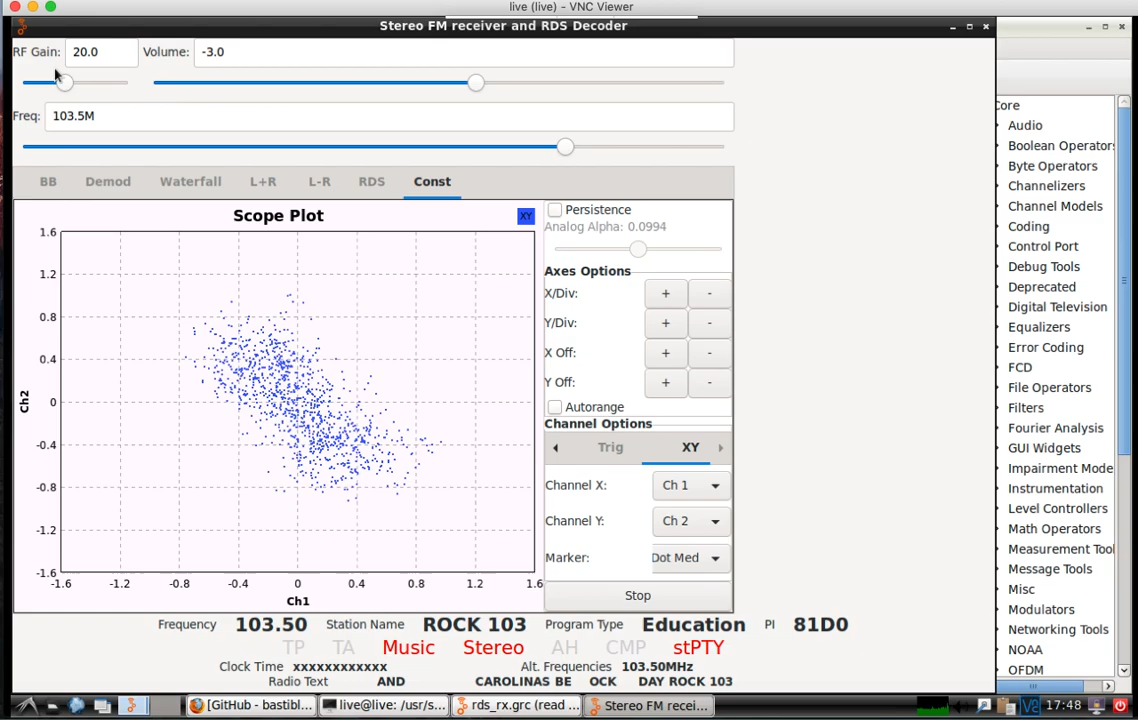 live (live) - VNC Viewer
Stereo FM receiver and RDS Decoder
RF Gain: 20.0 Volume: -3.0
Freq: 103.5M
BB Demod Waterfall L+R L-R RDS Const
Scope Plot
XY
1.6
1.2
0.8
0.4
0
-0.4
-0.8
-1.2
-1.6
Ch2
-1.6 -1.2 -0.8 -0.4 0 0.4 0.8 1.2 1.6
Ch1
Persistence
Analog Alpha: 0.0994
Axes Options
X/Div: + -
Y/Div: + -
X Off: + -
Y Off: + -
Autorange
Channel Options
Trig XY
Channel X: Ch 1
Channel Y: Ch 2
Marker: Dot Med
Stop
Frequency 103.50 Station Name ROCK 103 Program Type Education PI 81D0
TP TA Music Stereo AH CMP stPTY
Clock Time xxxxxxxxxxxx Alt. Frequencies 103.50MHz
Radio Text AND CAROLINAS BE OCK DAY ROCK 103
Core
Audio
Boolean Operators
Byte Operators
Channelizers
Channel Models
Coding
Control Port
Debug Tools
Deprecated
Digital Television
Equalizers
Error Coding
FCD
File Operators
Filters
Fourier Analysis
GUI Widgets
Impairment Mode
Instrumentation
Level Controllers
Math Operators
Measurement Tool
Message Tools
Misc
Modulators
Networking Tools
NOAA
OFDM
[GitHub - bastibl... live@live: /usr/s... rds_rx.grc (read ... Stereo FM recei... 17:48